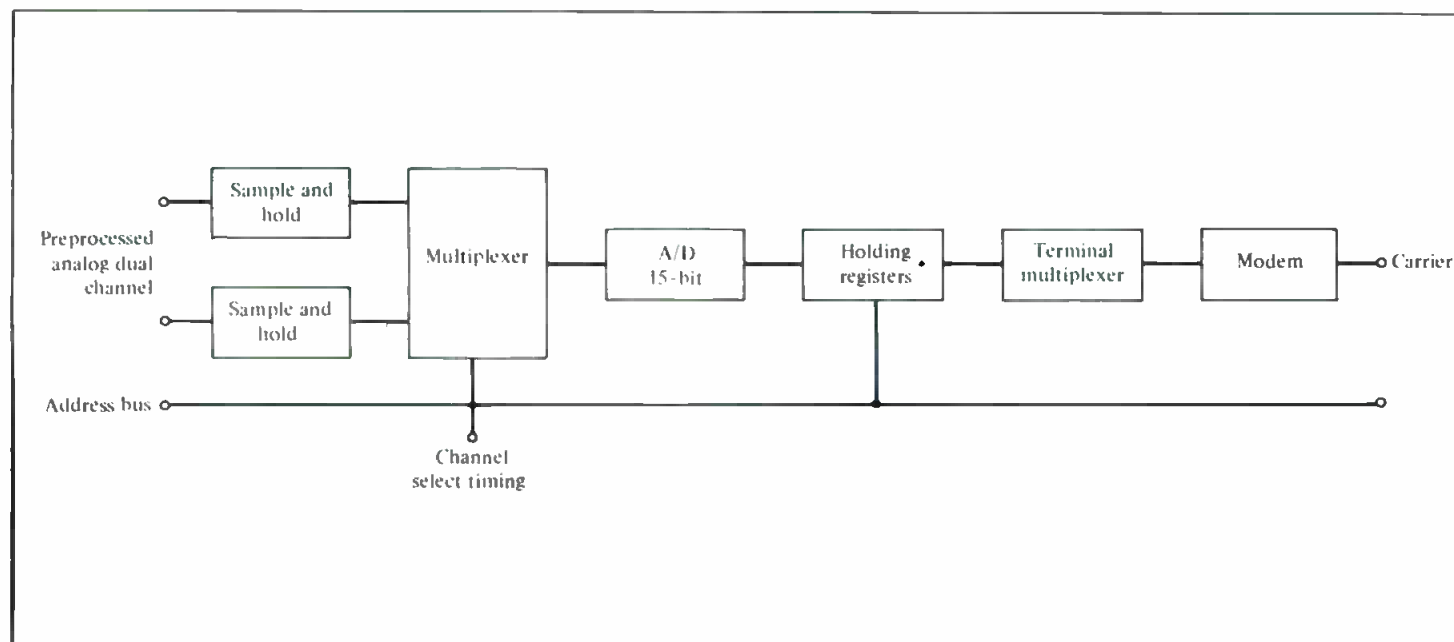 Sample and
hold
Preprocessed
analog dual
channel
Sample and
hold
Multiplexer
A/D
15-bit
Holding
registers
Terminal
multiplexer
Modem
Carrier
Address bus
Channel
select timing